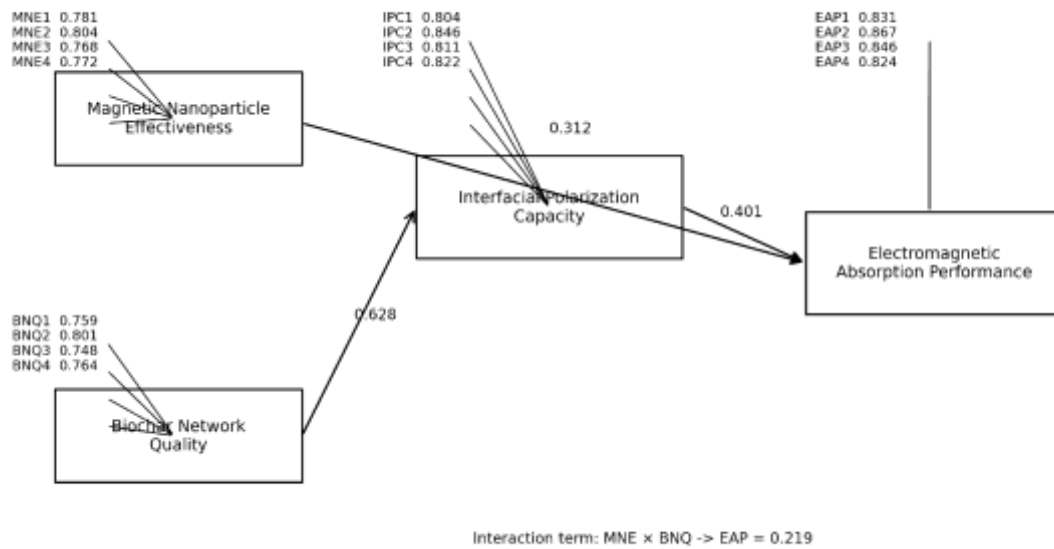 MNE1 0.781
MNE2 0.804
MNE3 0.768
MNE4 0.772
Magnetic Nanoparticle
Effectiveness
IPC1 0.804
IPC2 0.846
IPC3 0.811
IPC4 0.822
0.312
Interfacial Polarization
Capacity
EAP1 0.831
EAP2 0.867
EAP3 0.846
EAP4 0.824
0.401
Electromagnetic
Absorption Performance
BNQ1 0.759
BNQ2 0.801
BNQ3 0.748
BNQ4 0.764
0.628
Biochar Network
Quality
Interaction term: MNE × BNQ -> EAP = 0.219